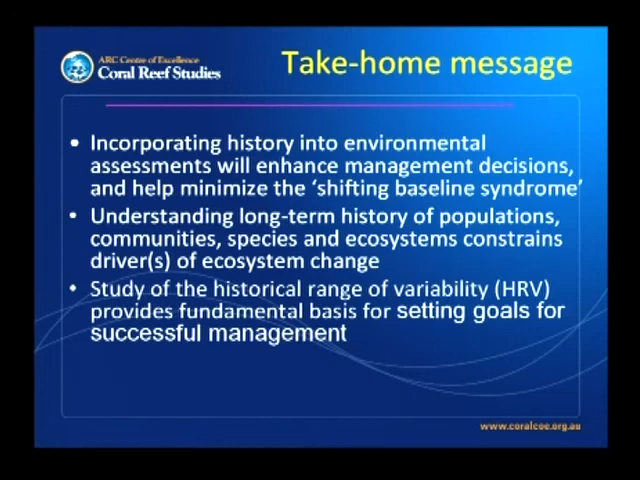 ARC Centre of Excellence
Coral Reef Studies
Take-home message
• Incorporating history into environmental
assessments will enhance management decisions,
and help minimize the ‘shifting baseline syndrome’
• Understanding long-term history of populations,
communities, species and ecosystems constrains
driver(s) of ecosystem change
• Study of the historical range of variability (HRV)
provides fundamental basis for setting goals for
successful management
www.coralcoe.org.au